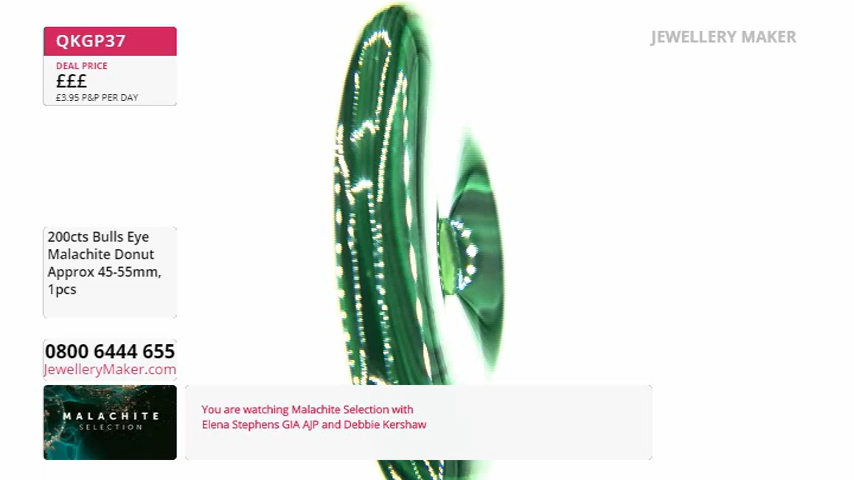 QKGP37
DEAL PRICE
£££
£3.95 P&P PER DAY
JEWELLERY MAKER
200cts Bulls Eye
Malachite Donut
Approx 45-55mm,
1pcs
0800 6444 655
JewelleryMaker.com
MALACHITE
SELECTION
You are watching Malachite Selection with
Elena Stephens GIA AJP and Debbie Kershaw